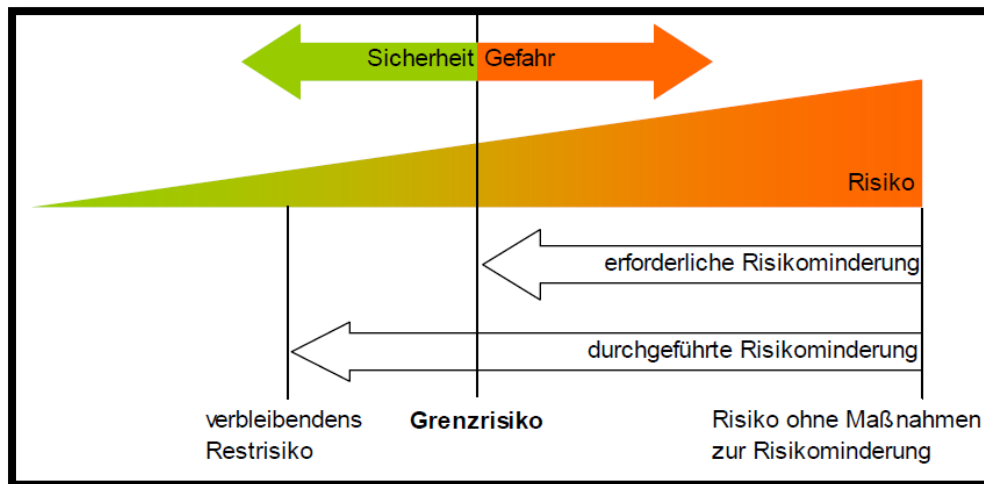 Sicherheit Gefahr
Risiko
erforderliche Risikominderung
durchgeführte Risikominderung
verbleibendens
Restrisiko
Grenzrisiko
Risiko ohne Maßnahmen
zur Risikominderung